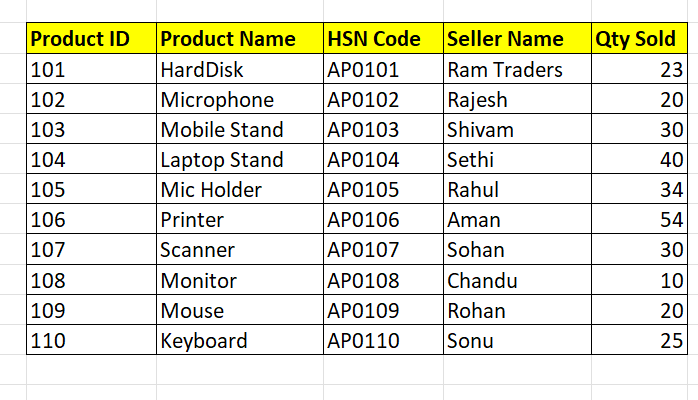 Product ID Product Name HSN Code Seller Name Qty Sold
101 HardDisk AP0101 Ram Traders 23
102 Microphone AP0102 Rajesh 20
103 Mobile Stand AP0103 Shivam 30
104 Laptop Stand AP0104 Sethi 40
105 Mic Holder AP0105 Rahul 34
106 Printer AP0106 Aman 54
107 Scanner AP0107 Sohan 30
108 Monitor AP0108 Chandu 10
109 Mouse AP0109 Rohan 20
110 Keyboard AP0110 Sonu 25